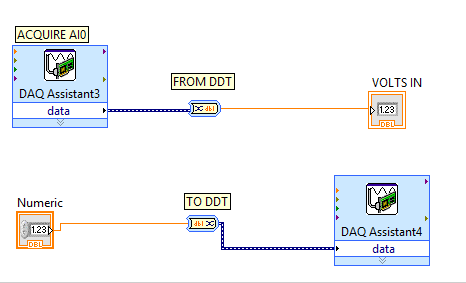 ACQUIRE AI0
DAQ Assistant3
data
FROM DDT
VOLTS IN
1.23
DBL
Numeric
1.23
DBL
TO DDT
DAQ Assistant4
data